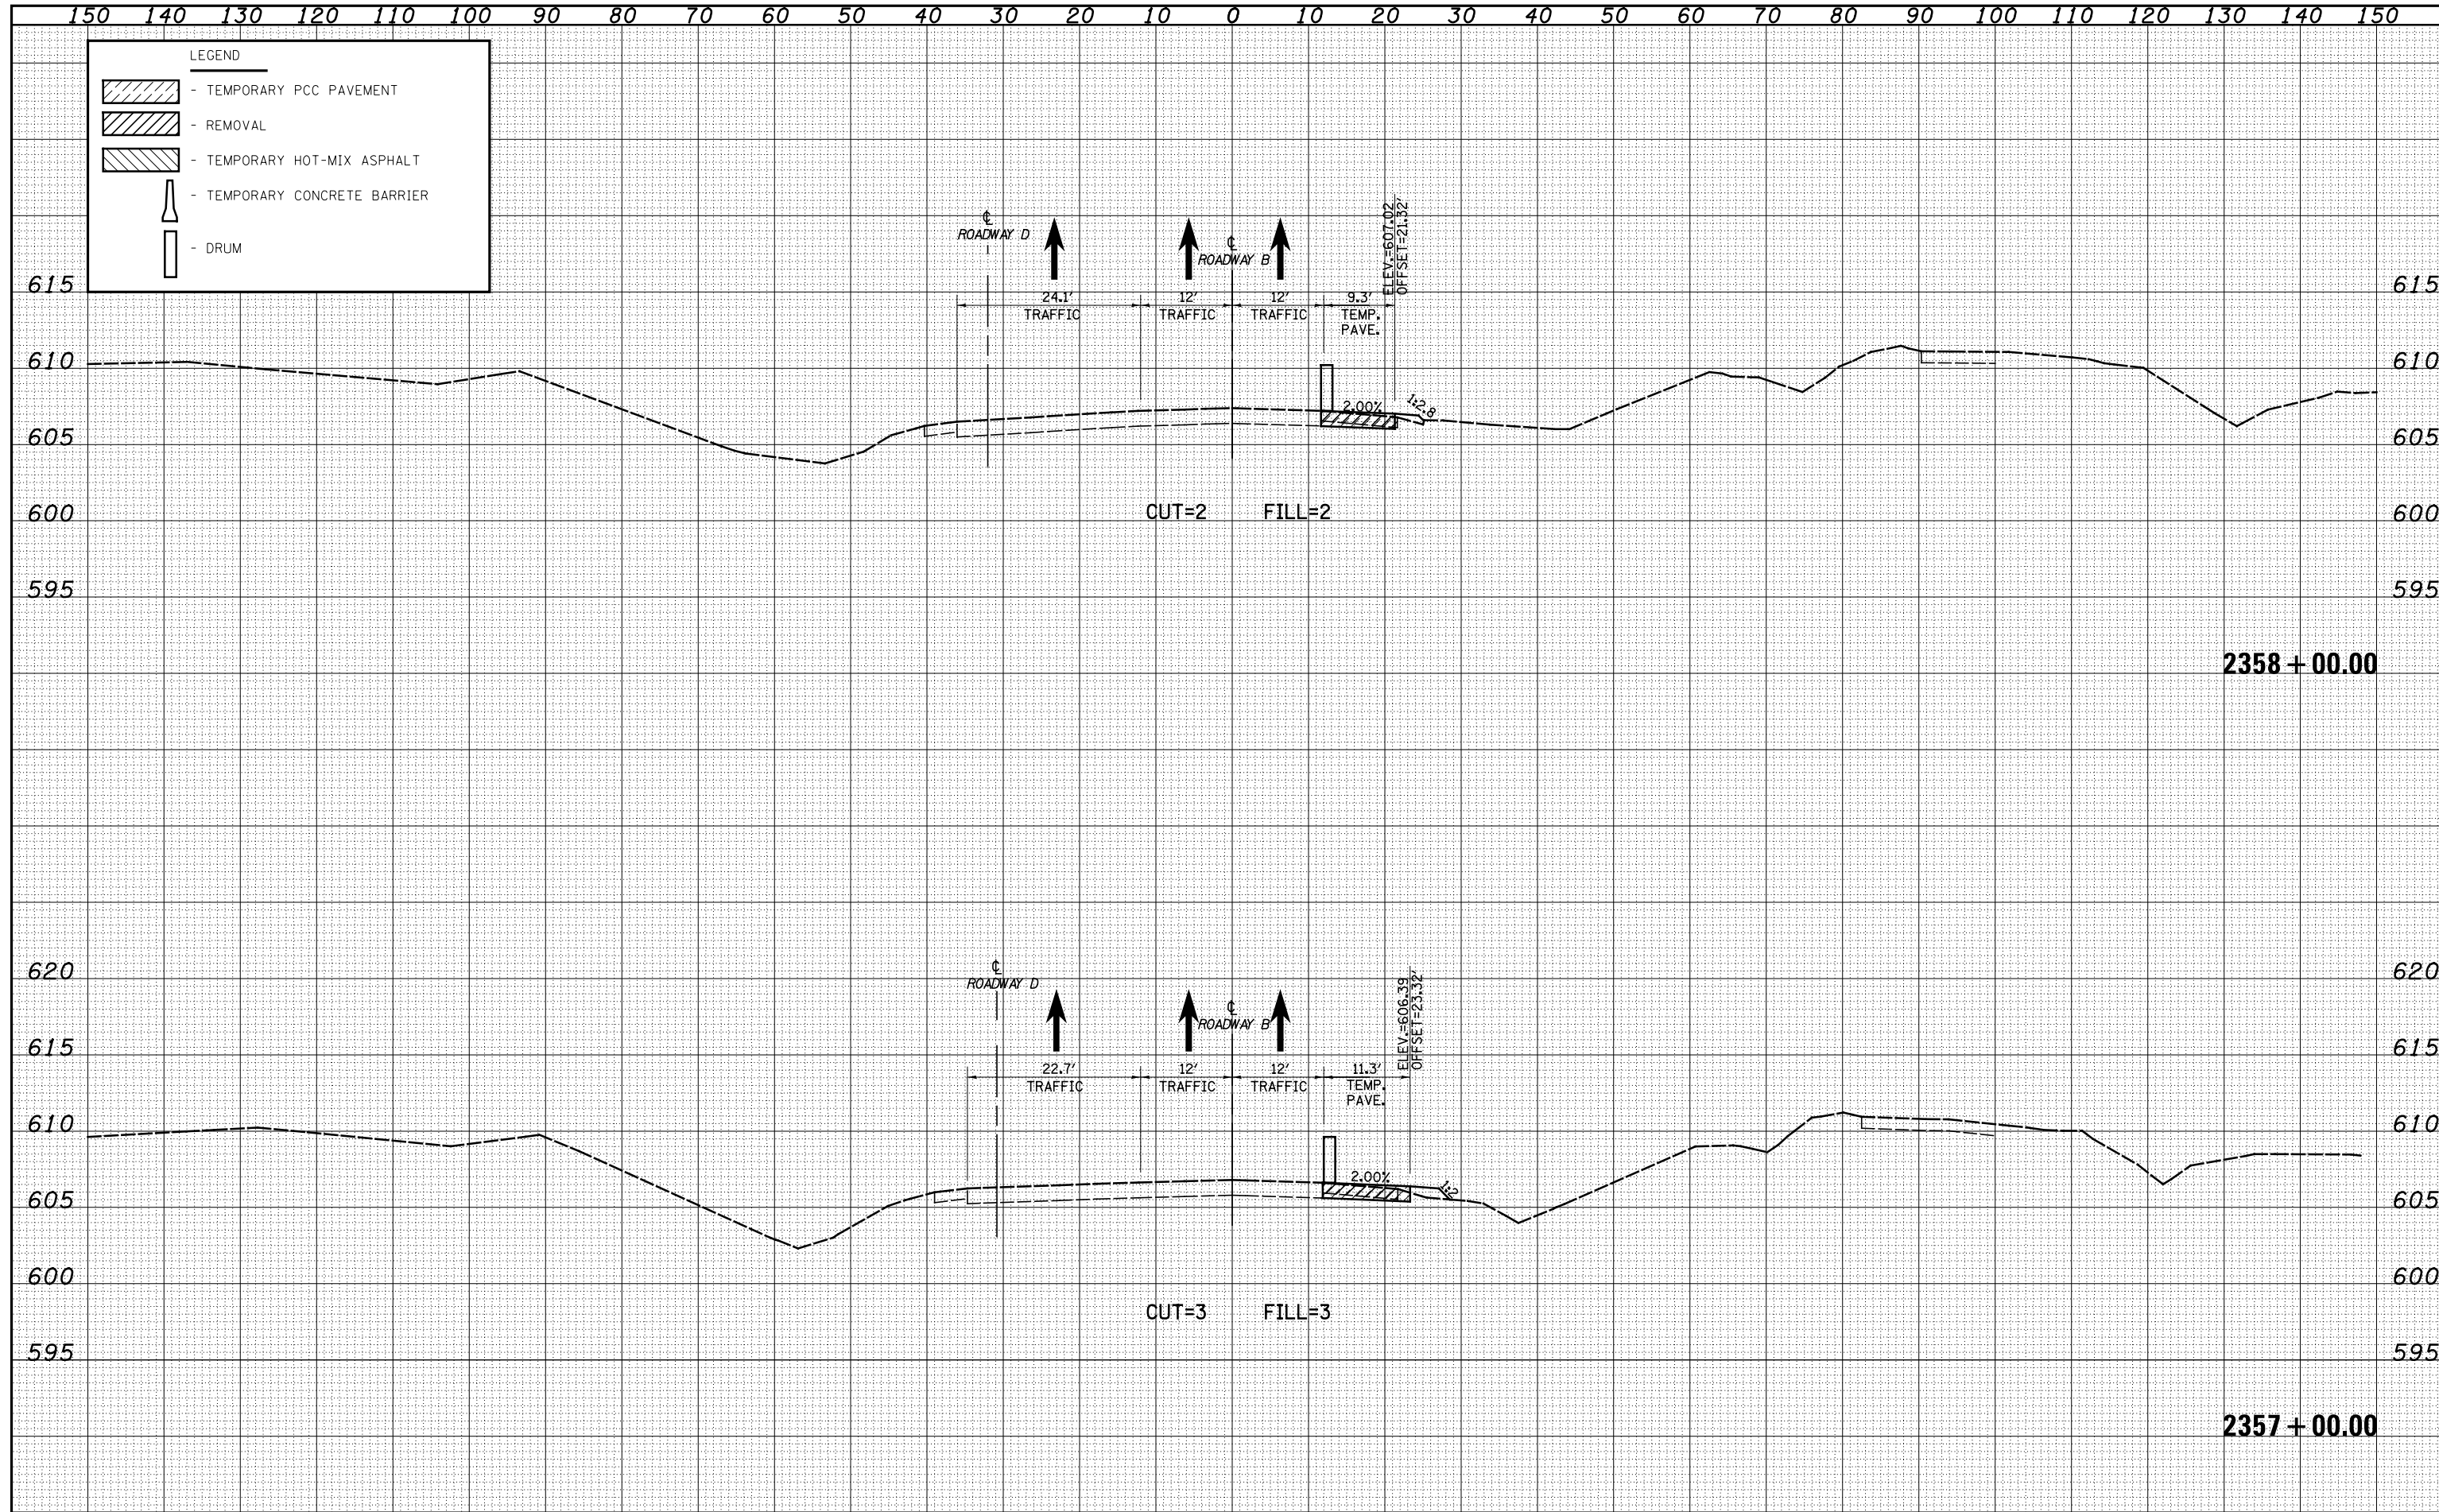 150 140 130 120 110 100 90 80 70 60 50 40 30 20 10 0 10 20 30 40 50 60 70 80 90 100 110 120 130 140 150
LEGEND
- TEMPORARY PCC PAVEMENT
- REMOVAL
- TEMPORARY HOT-MIX ASPHALT
- TEMPORARY CONCRETE BARRIER
- DRUM
℄
ROADWAY D
℄
ROADWAY B
ELEV.=607.02
OFFSET=21.32'
615 615
24.1' 12' 12' 9.3'
TRAFFIC TRAFFIC TRAFFIC TEMP.
PAVE.
610 610
2.00% 1:2.8
605 605
CUT=2 FILL=2
600 600
595 595
2358+00.00
620 620
℄
ROADWAY D
℄
ROADWAY B
ELEV.=606.39
OFFSET=23.32'
615 615
22.7' 12' 12' 11.3'
TRAFFIC TRAFFIC TRAFFIC TEMP.
PAVE.
610 610
2.00% 1:2
605 605
600 600
CUT=3 FILL=3
595 595
2357+00.00